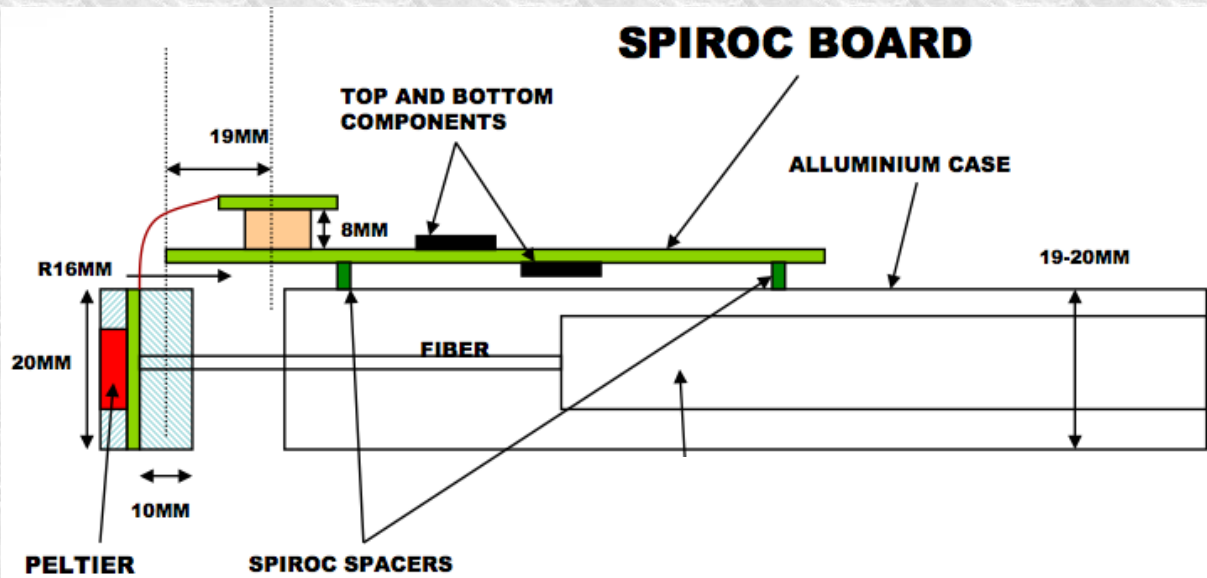 SPIROC BOARD
TOP AND BOTTOM
COMPONENTS
19MM
ALLUMINIUM CASE
8MM
R16MM
19-20MM
20MM
FIBER
10MM
PELTIER
SPIROC SPACERS